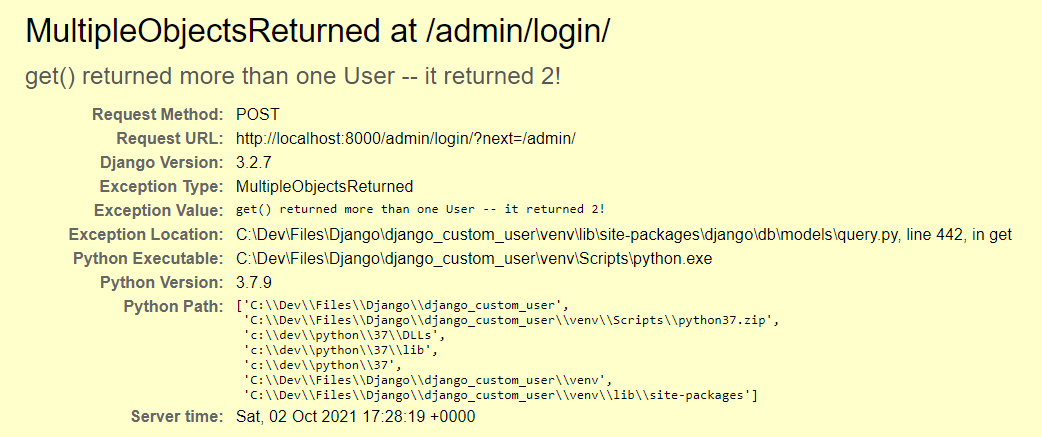 MultipleObjectsReturned at /admin/login/
get() returned more than one User -- it returned 2!
Request Method: POST
Request URL: http://localhost:8000/admin/login/?next=/admin/
Django Version: 3.2.7
Exception Type: MultipleObjectsReturned
Exception Value: get() returned more than one User -- it returned 2!
Exception Location: C:\Dev\Files\Django\django_custom_user\venv\lib\site-packages\django\db\models\query.py, line 442, in get
Python Executable: C:\Dev\Files\Django\django_custom_user\venv\Scripts\python.exe
Python Version: 3.7.9
Python Path: ['C:\\Dev\\Files\\Django\\django_custom_user',
'C:\\Dev\\Files\\Django\\django_custom_user\\venv\\Scripts\\python37.zip',
'c:\\dev\\python\\37\\DLLs',
'c:\\dev\\python\\37\\lib',
'c:\\dev\\python\\37',
'C:\\Dev\\Files\\Django\\django_custom_user\\venv',
'C:\\Dev\\Files\\Django\\django_custom_user\\venv\\lib\\site-packages']
Server time: Sat, 02 Oct 2021 17:28:19 +0000